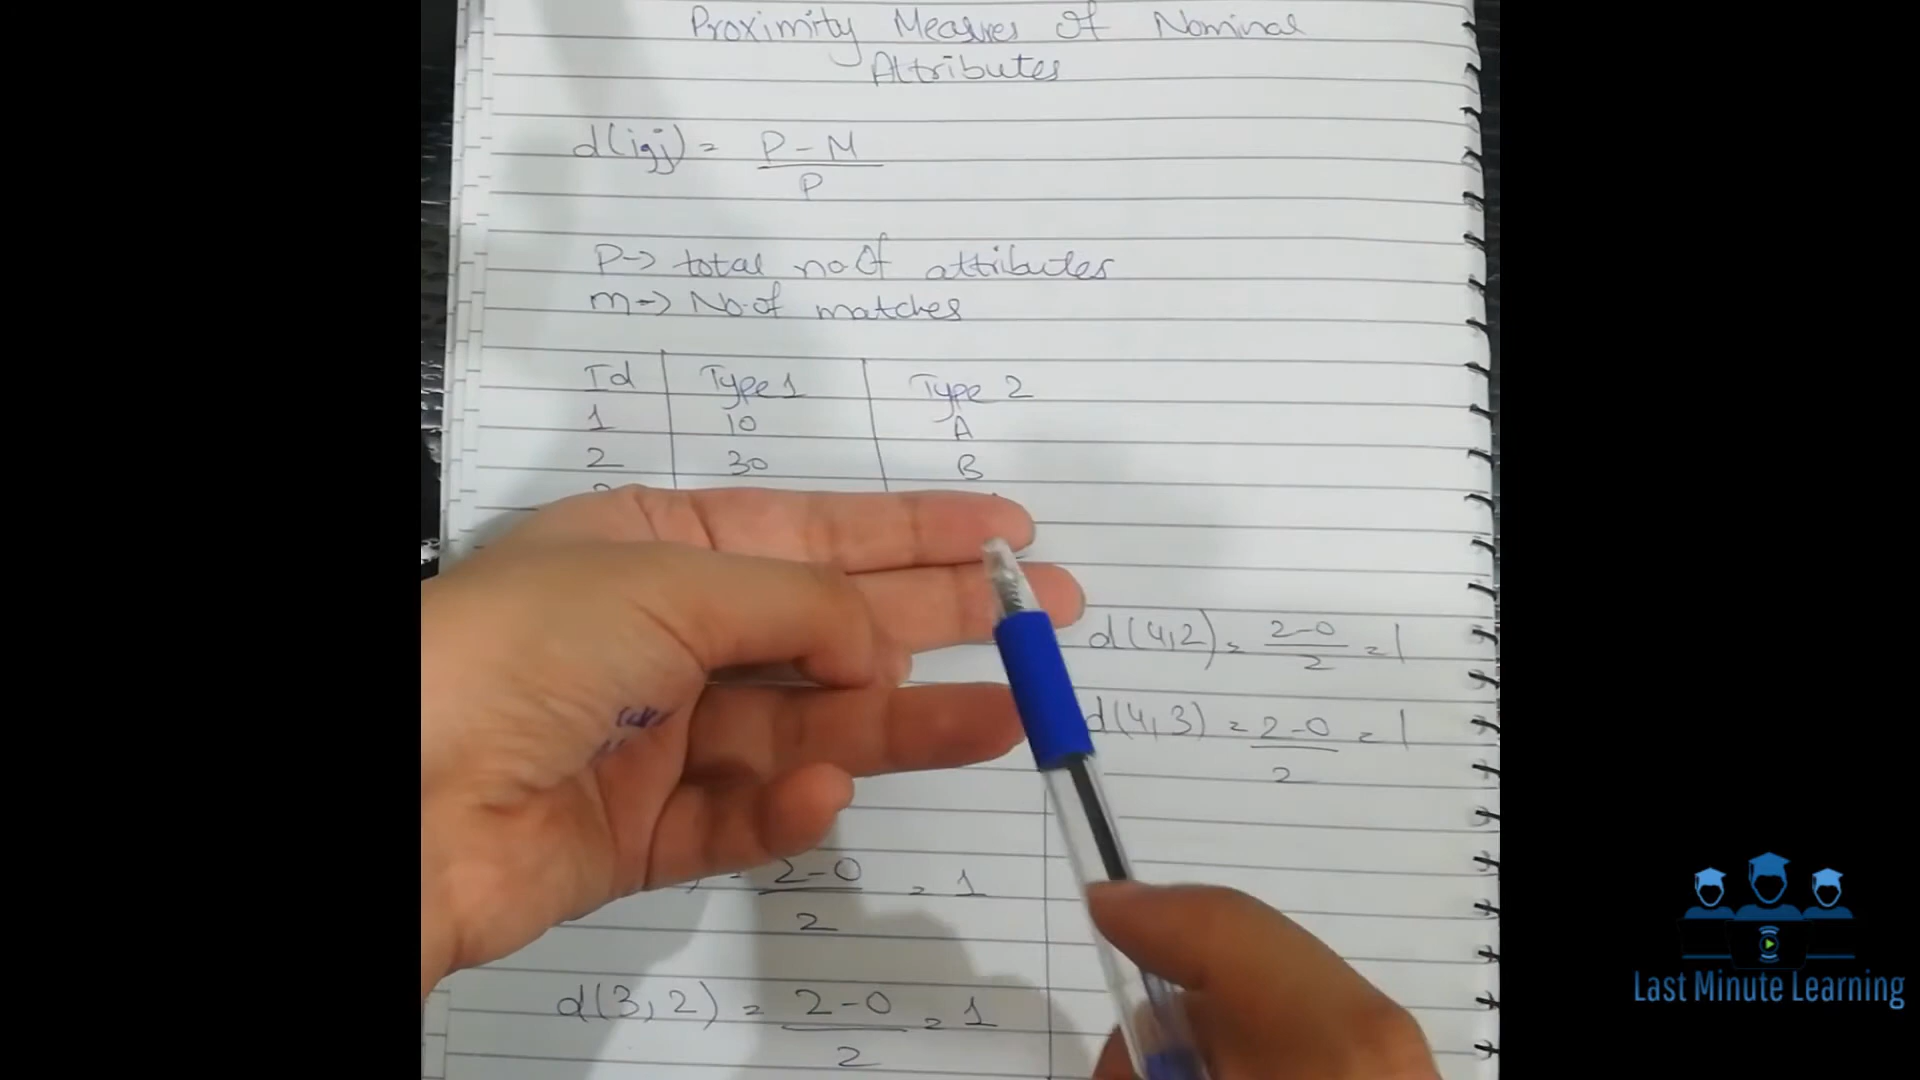 Proximity Measures Of Nominal
Attributes
d(i,j) = P - M
P
P-> total no.Of attributes
m-> No.of matches
Id Type 1 Type 2
1 10 A
2 30 B
d(4,2) = 2-0 = 1
2
d(4,3) = 2-0 = 1
2
2-0 = 1
2
d(3,2) = 2-0 = 1
2
Last Minute Learning